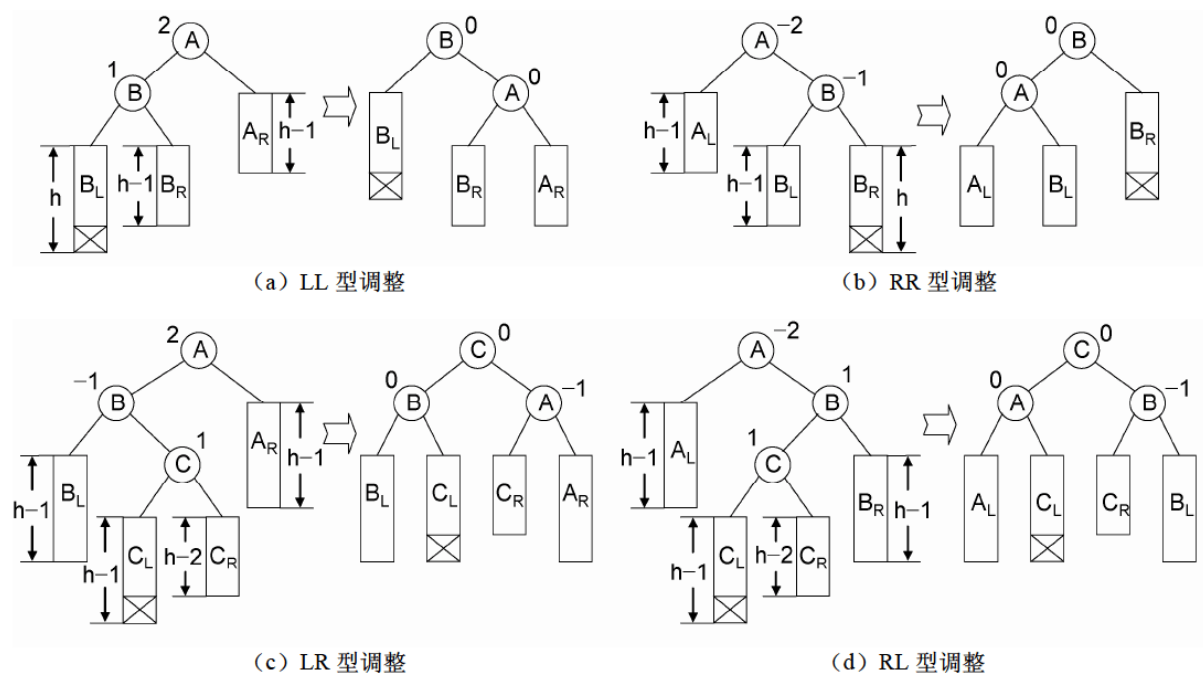 2 A
1 B
A_R h−1
h B_L h−1 B_R
B 0
A 0
B_L
B_R A_R
A −2
B −1
h−1 A_L
h−1 B_L B_R h
0 B
0 A
B_R
A_L B_L
（a）LL 型调整
（b）RR 型调整
2 A
−1 B
A_R h−1
C 1
h−1 B_L
h−1 C_L h−2 C_R
C 0
0 B A −1
B_L C_L C_R A_R
A −2
1 B
h−1 A_L
1 C
B_R h−1
h−1 C_L h−2 C_R
C 0
0 A B −1
A_L C_L C_R B_L
（c）LR 型调整
（d）RL 型调整